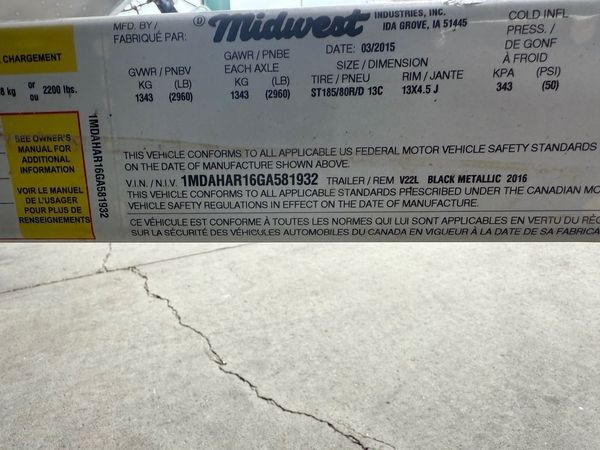 CHARGEMENT
8 kg or ou 2200 lbs.
SEE OWNER'S
MANUAL FOR
ADDITIONAL
INFORMATION
VOIR LE MANUEL
DE L'USAGER
POUR PLUS DE
RENSEIGNEMENTS
1MDAHAR16GA581932
MFD. BY /
FABRIQUÉ PAR:
Midwest
INDUSTRIES, INC.
IDA GROVE, IA 51445
DATE: 03/2015
GVWR / PNBV
KG (LB)
1343 (2960)
GAWR / PNBE
EACH AXLE
KG (LB)
1343 (2960)
SIZE / DIMENSION
TIRE / PNEU RIM / JANTE
ST185/80R/D 13C 13X4.5 J
COLD INFL
PRESS. /
DE GONF
À FROID
KPA (PSI)
343 (50)
THIS VEHICLE CONFORMS TO ALL APPLICABLE US FEDERAL MOTOR VEHICLE SAFETY STANDARDS
ON THE DATE OF MANUFACTURE SHOWN ABOVE.
V.I.N. / N.I.V. 1MDAHAR16GA581932 TRAILER / REM V22L BLACK METALLIC 2016
THIS VEHICLE CONFORMS TO ALL APPLICABLE STANDARDS PRESCRIBED UNDER THE CANADIAN MO
VEHICLE SAFETY REGULATIONS IN EFFECT ON THE DATE OF MANUFACTURE.
CE VÉHICULE EST CONFORME À TOUTES LES NORMES QUI LUI SONT APPLICABLES EN VERTU DU RÉG
SUR LA SÉCURITÉ DES VÉHICULES AUTOMOBILES DU CANADA EN VIGUEUR À LA DATE DE SA FABRICA